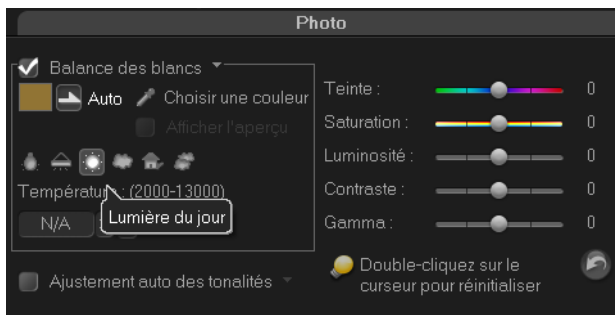 Photo
Balance des blancs
Auto
Choisir une couleur
Afficher l'aperçu
Température : (2000-13000)
N/A
Lumière du jour
Ajustement auto des tonalités
Teinte : 0
Saturation : 0
Luminosité : 0
Contraste : 0
Gamma : 0
Double-cliquez sur le
curseur pour réinitialiser